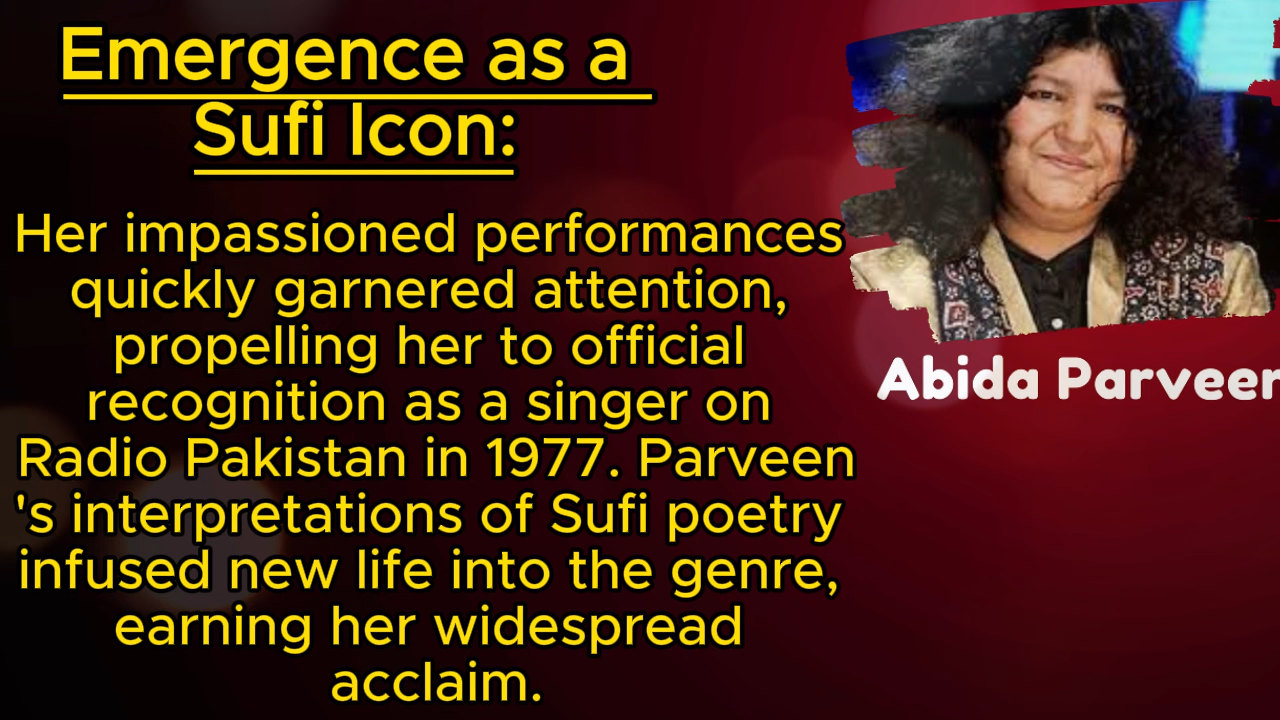 Emergence as a
Sufi Icon:
Her impassioned performances
quickly garnered attention,
propelling her to official
recognition as a singer on
Radio Pakistan in 1977. Parveen
's interpretations of Sufi poetry
infused new life into the genre,
earning her widespread
acclaim.
Abida Parveen